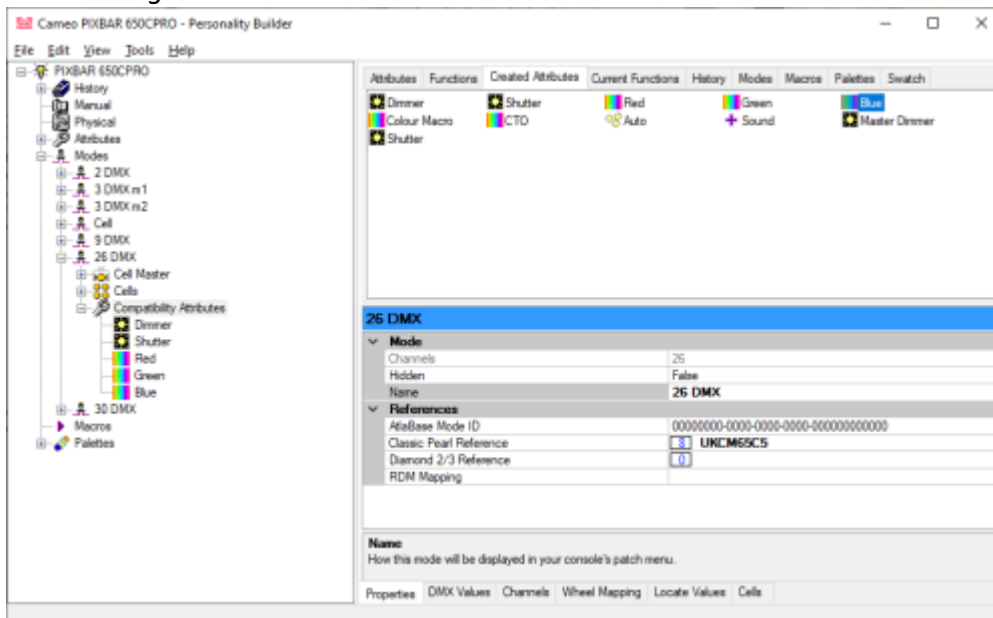 Cameo PIXBAR 650CPRO - Personality Builder
File Edit View Tools Help
PIXBAR 650CPRO
History
Manual
Physical
Attributes
Modes
2 DMX
3 DMX m1
3 DMX m2
Cell
9 DMX
26 DMX
Cell Master
Cells
Compatibility Attributes
Dimmer
Shutter
Red
Green
Blue
30 DMX
Macros
Palettes
Attributes Functions Created Attributes Current Functions History Modes Macros Palettes Swatch
Dimmer Shutter Red Green Blue
Colour Macro CTO Auto Sound Master Dimmer
Shutter
26 DMX
Mode
Channels 26
Hidden False
Name 26 DMX
References
AtlaBase Mode ID 00000000-0000-0000-0000-000000000000
Classic Pearl Reference 8 UKCM65C5
Diamond 2/3 Reference 0
RDM Mapping
Name
How this mode will be displayed in your console's patch menu.
Properties DMX Values Channels Wheel Mapping Locate Values Cells